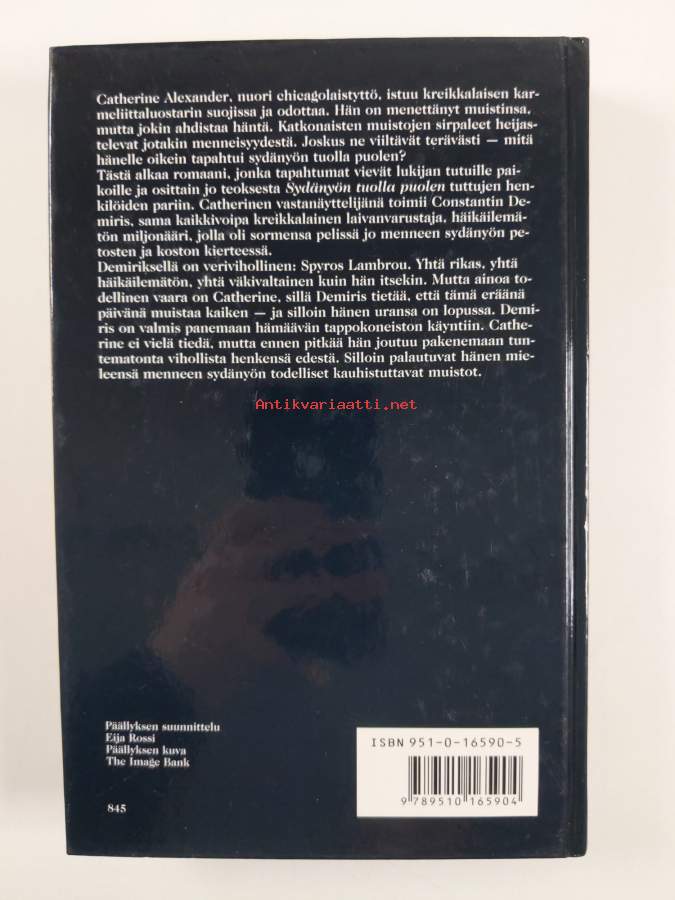 Catherine Alexander, nuori chicagolaistyttö, istuu kreikkalaisen kar-
meliittaluostarin suojissa ja odottaa. Hän on menettänyt muistinsa,
mutta jokin ahdistaa häntä. Katkonaisten muistojen sirpaleet heijas-
televat jotakin menneisyydestä. Joskus ne viiltävät terävästi — mitä
hänelle oikein tapahtui sydänyön tuolla puolen?
Tästä alkaa romaani, jonka tapahtumat vievät lukijan tutuille pai-
koille ja osittain jo teoksesta Sydänyön tuolla puolen tuttujen hen-
kilöiden pariin. Catherinen vastanäyttelijänä toimii Constantin De-
miris, sama kaikkivoipa kreikkalainen laivanvarustaja, häikäilemä-
tön miljonääri, jolla oli sormensa pelissä jo menneen sydänyön pe-
tosten ja koston kierteessä.
Demiriksellä on verivihollinen: Spyros Lambrou. Yhtä rikas, yhtä
häikäilemätön, yhtä väkivaltainen kuin hän itsekin. Mutta ainoa to-
dellinen vaara on Catherine, sillä Demiris tietää, että tämä eräänä
päivänä muistaa kaiken — ja silloin hänen uransa on lopussa. Demi-
ris on valmis panemaan hämäävän tappokoneiston käyntiin. Cathe-
rine ei vielä tiedä, mutta ennen pitkää hän joutuu pakenemaan tun-
tematonta vihollista henkensä edestä. Silloin palautuvat hänen mie-
leensä menneen sydänyön todelliset kauhistuttavat muistot.
Antikvariaatti.net
Päällyksen suunnittelu
Eija Rossi
Päällyksen kuva
The Image Bank
845
ISBN 951-0-16590-5
9 789510 165904